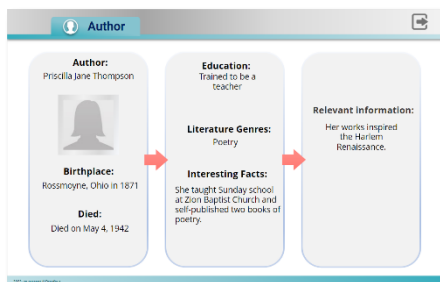 Author
Author:
Priscilla Jane Thompson
Birthplace:
Rossmoyne, Ohio in 1871
Died:
Died on May 4, 1942
Education:
Trained to be a
teacher
Literature Genres:
Poetry
Interesting Facts:
She taught Sunday school
at Zion Baptist Church and
self-published two books of
poetry.
Relevant information:
Her works inspired
the Harlem
Renaissance.